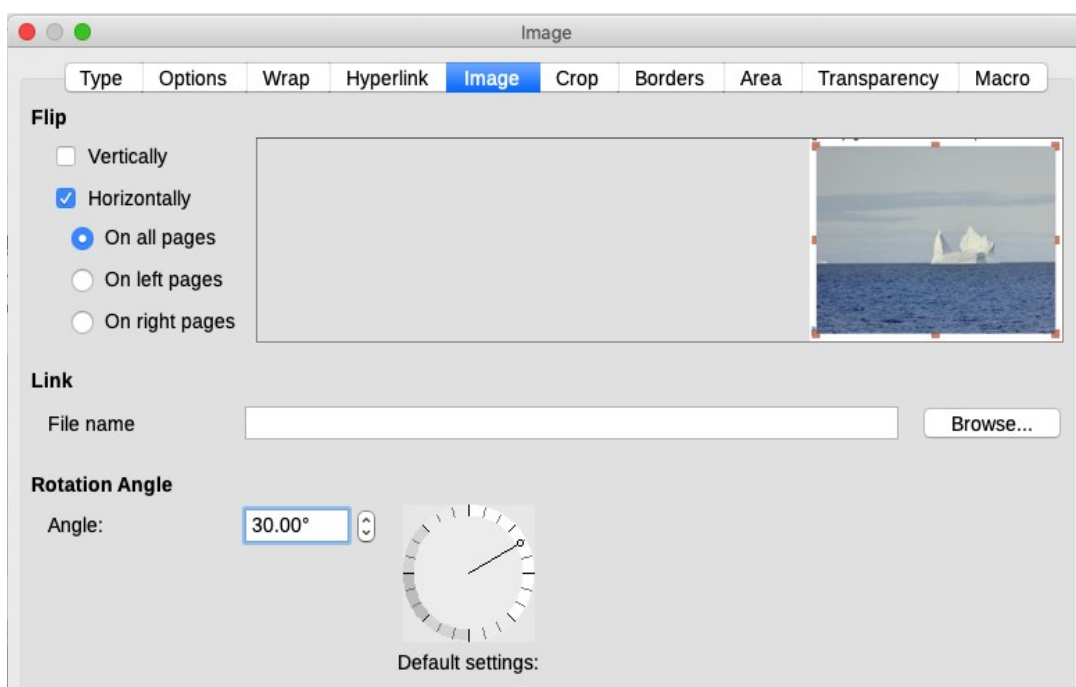 Image
Type Options Wrap Hyperlink Image Crop Borders Area Transparency Macro
Flip
Vertically
Horizontally
On all pages
On left pages
On right pages
Link
File name Browse...
Rotation Angle
Angle: 30.00°
Default settings: